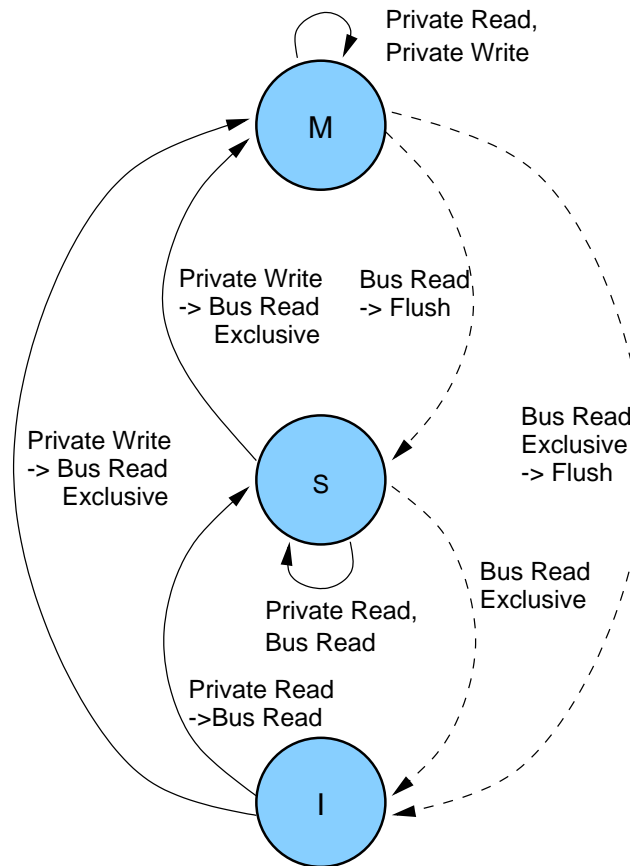 Private Read,
Private Write
M
Private Write
-> Bus Read
Exclusive
Bus Read
-> Flush
Private Write
-> Bus Read
Exclusive
S
Bus Read
Exclusive
-> Flush
Private Read,
Bus Read
Bus Read
Exclusive
Private Read
->Bus Read
I